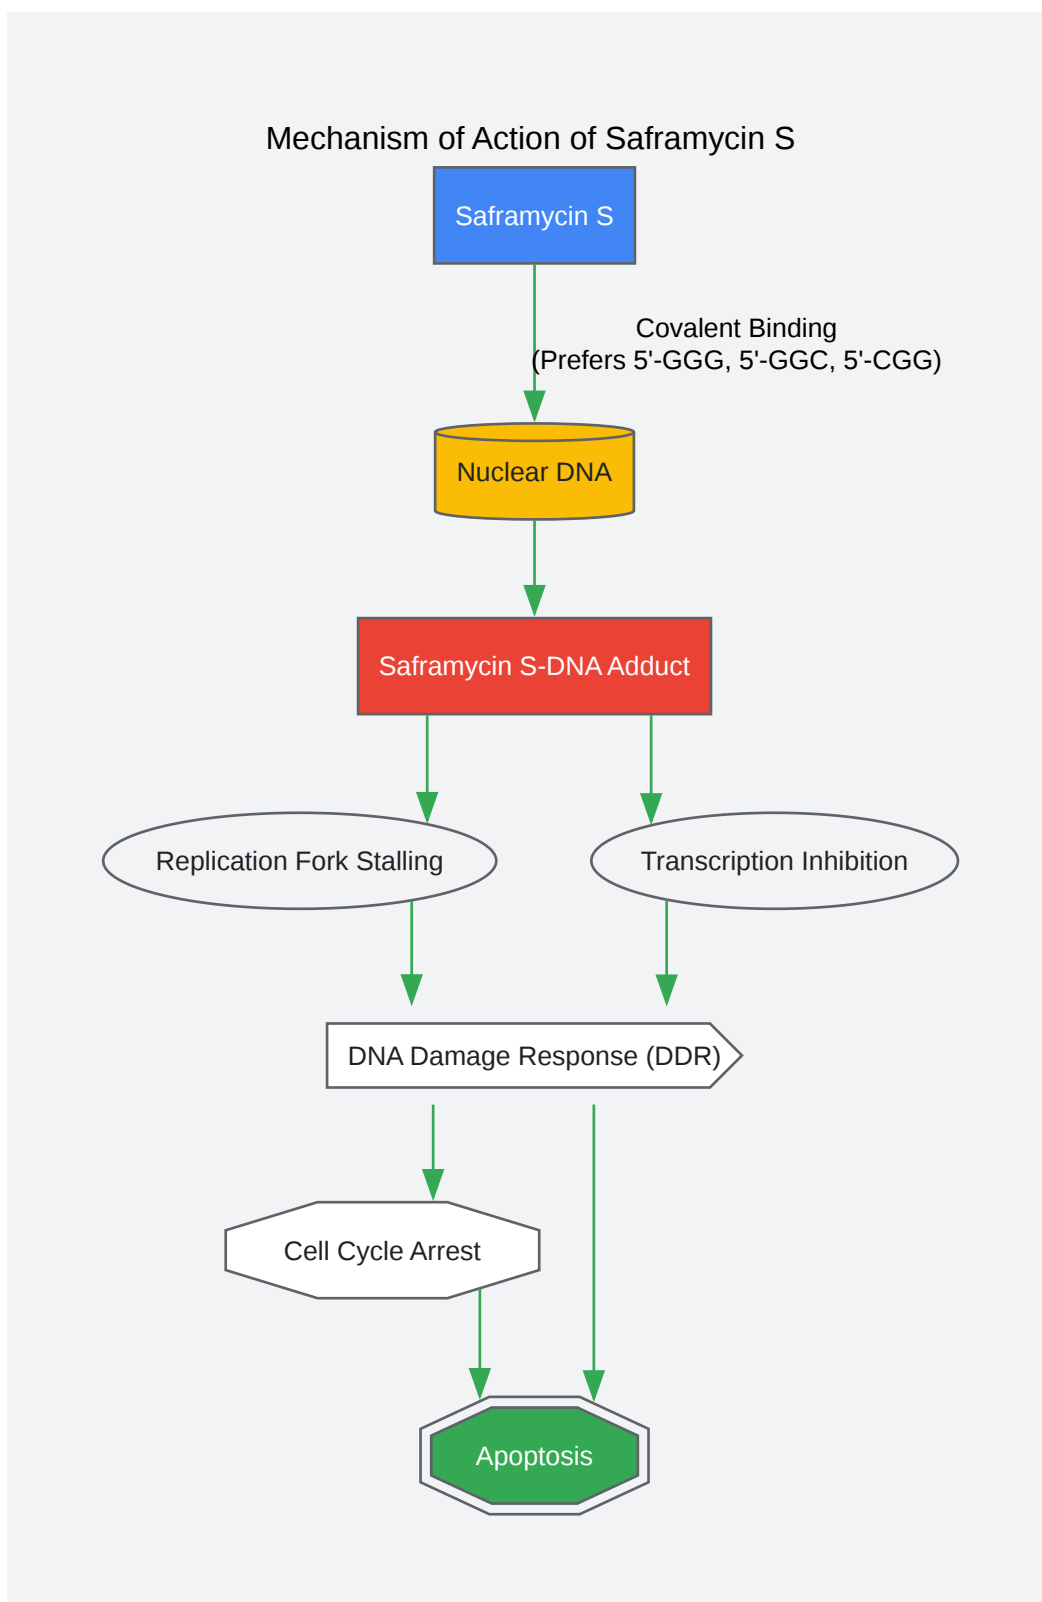 Mechanism of Action of Saframycin S
Saframycin S
Covalent Binding
(Prefers 5'-GGG, 5'-GGC, 5'-CGG)
Nuclear DNA
Saframycin S-DNA Adduct
Replication Fork Stalling
Transcription Inhibition
DNA Damage Response (DDR)
Cell Cycle Arrest
Apoptosis